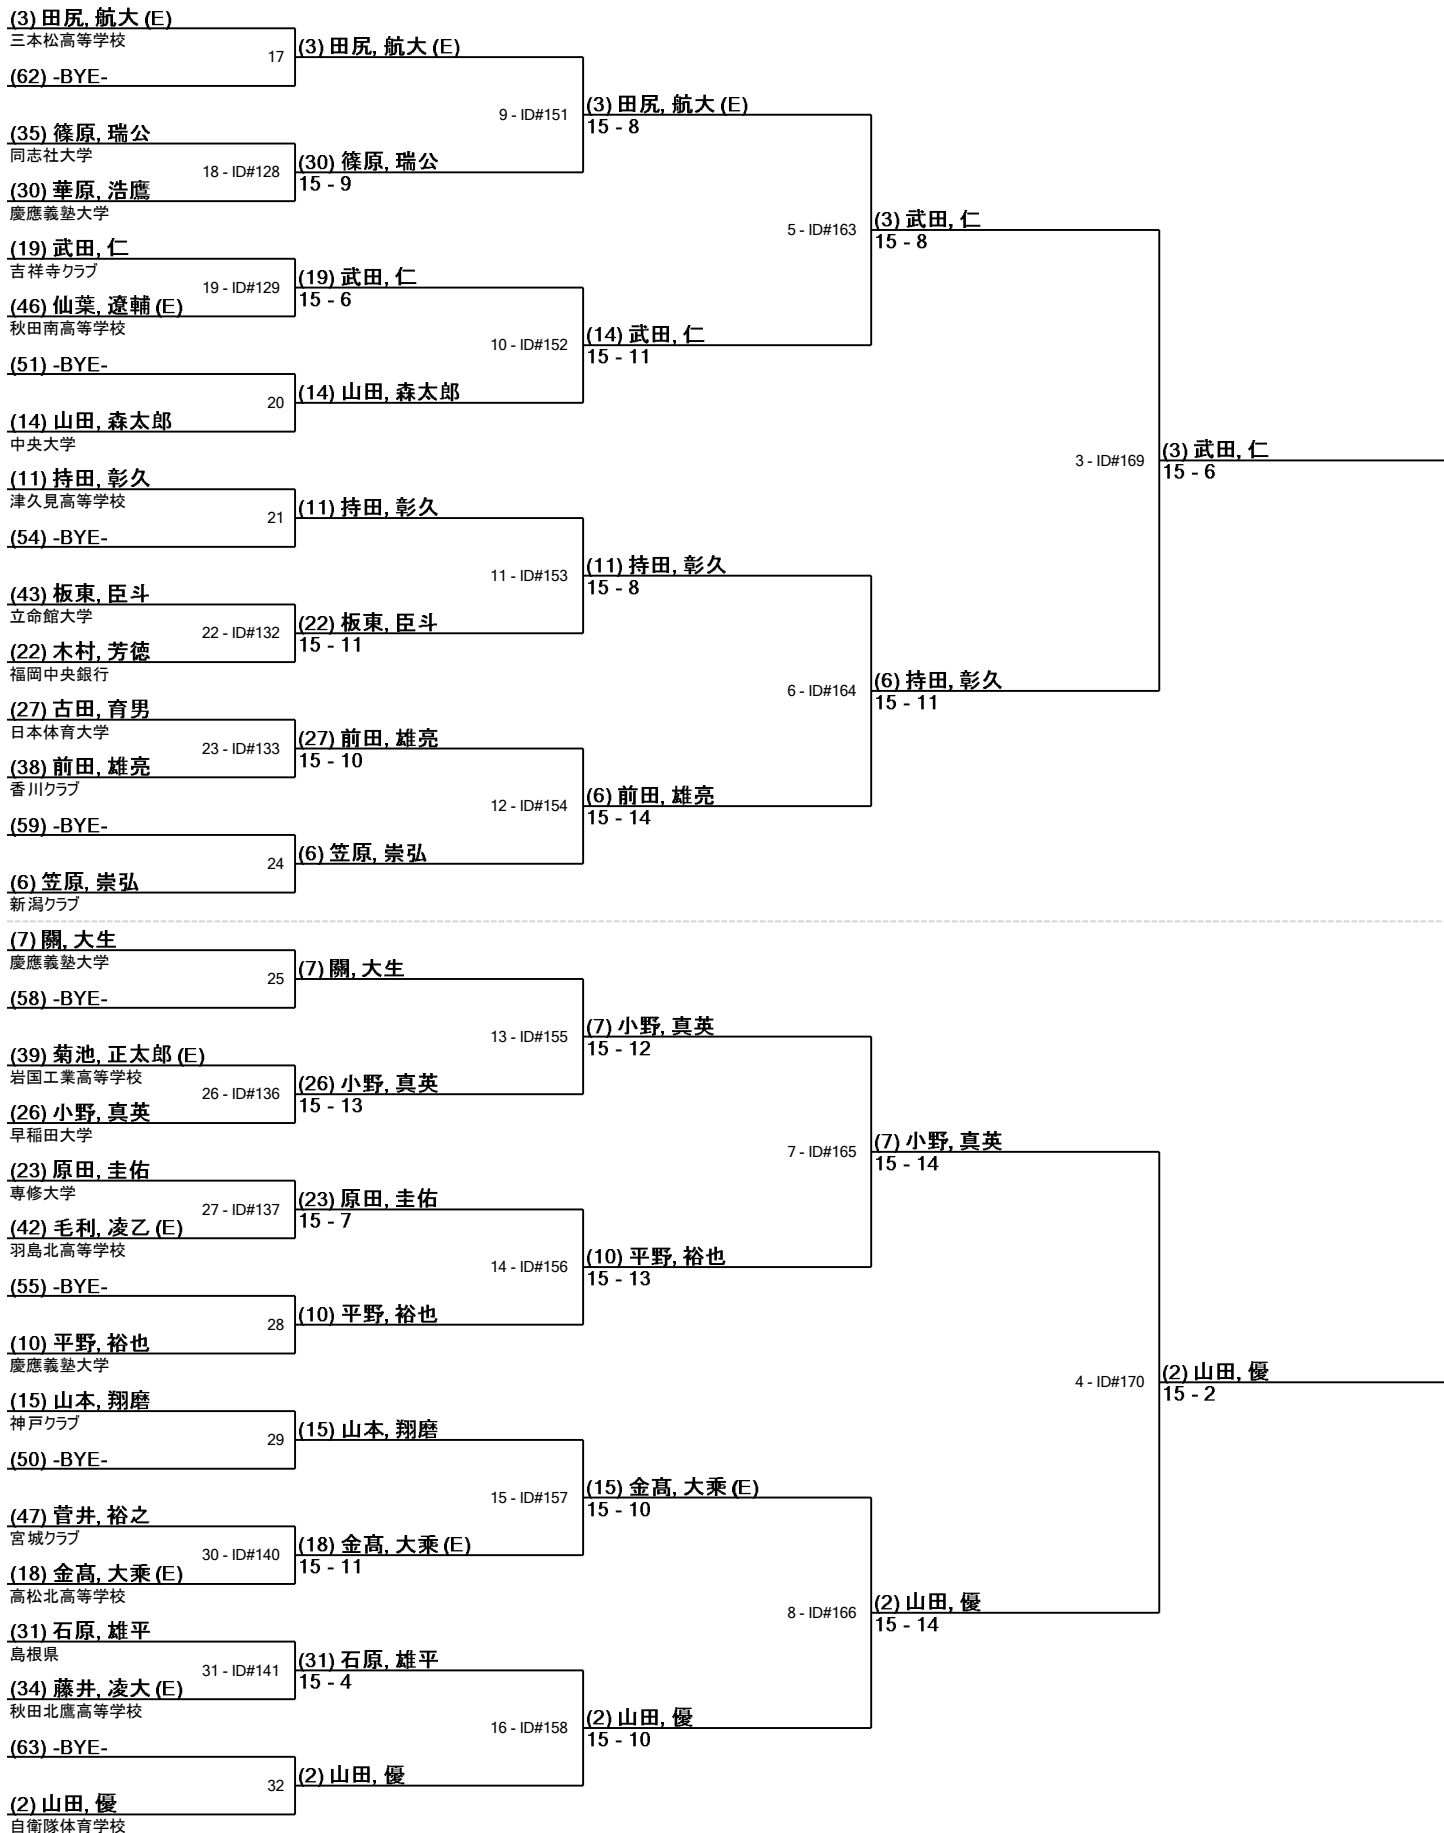 (3) 田尻, 航大 (E)
三本松高等学校
17
(62) -BYE-
(3) 田尻, 航大 (E)
(35) 篠原, 瑞公
同志社大学
18 - ID#128
(30) 華原, 浩鷹
慶應義塾大学
(30) 篠原, 瑞公
15 - 9
9 - ID#151
(3) 田尻, 航大 (E)
15 - 8
(19) 武田, 仁
吉祥寺クラブ
19 - ID#129
(46) 仙葉, 遼輔 (E)
秋田南高等学校
(19) 武田, 仁
15 - 6
(51) -BYE-
20
(14) 山田, 森太郎
中央大学
(14) 山田, 森太郎
10 - ID#152
(14) 武田, 仁
15 - 11
5 - ID#163
(3) 武田, 仁
15 - 8
(11) 持田, 彰久
津久見高等学校
21
(54) -BYE-
(11) 持田, 彰久
(43) 板東, 臣斗
立命館大学
22 - ID#132
(22) 木村, 芳徳
福岡中央銀行
(22) 板東, 臣斗
15 - 11
11 - ID#153
(11) 持田, 彰久
15 - 8
(27) 古田, 育男
日本体育大学
23 - ID#133
(38) 前田, 雄亮
香川クラブ
(27) 前田, 雄亮
15 - 10
(59) -BYE-
24
(6) 笠原, 崇弘
新潟クラブ
(6) 笠原, 崇弘
12 - ID#154
(6) 前田, 雄亮
15 - 14
6 - ID#164
(6) 持田, 彰久
15 - 11
3 - ID#169
(3) 武田, 仁
15 - 6
(7) 關, 大生
慶應義塾大学
25
(58) -BYE-
(7) 關, 大生
(39) 菊池, 正太郎 (E)
岩国工業高等学校
26 - ID#136
(26) 小野, 真英
早稲田大学
(26) 小野, 真英
15 - 13
13 - ID#155
(7) 小野, 真英
15 - 12
(23) 原田, 圭佑
専修大学
27 - ID#137
(42) 毛利, 凌乙 (E)
羽島北高等学校
(23) 原田, 圭佑
15 - 7
(55) -BYE-
28
(10) 平野, 裕也
慶應義塾大学
(10) 平野, 裕也
14 - ID#156
(10) 平野, 裕也
15 - 13
7 - ID#165
(7) 小野, 真英
15 - 14
(15) 山本, 翔磨
神戸クラブ
29
(50) -BYE-
(15) 山本, 翔磨
(47) 菅井, 裕之
宮城クラブ
30 - ID#140
(18) 金髙, 大乘 (E)
高松北高等学校
(18) 金髙, 大乘 (E)
15 - 11
15 - ID#157
(15) 金髙, 大乘 (E)
15 - 10
(31) 石原, 雄平
島根県
31 - ID#141
(34) 藤井, 凌大 (E)
秋田北鷹高等学校
(31) 石原, 雄平
15 - 4
(63) -BYE-
32
(2) 山田, 優
自衛隊体育学校
(2) 山田, 優
16 - ID#158
(2) 山田, 優
15 - 10
8 - ID#166
(2) 山田, 優
15 - 14
4 - ID#170
(2) 山田, 優
15 - 2